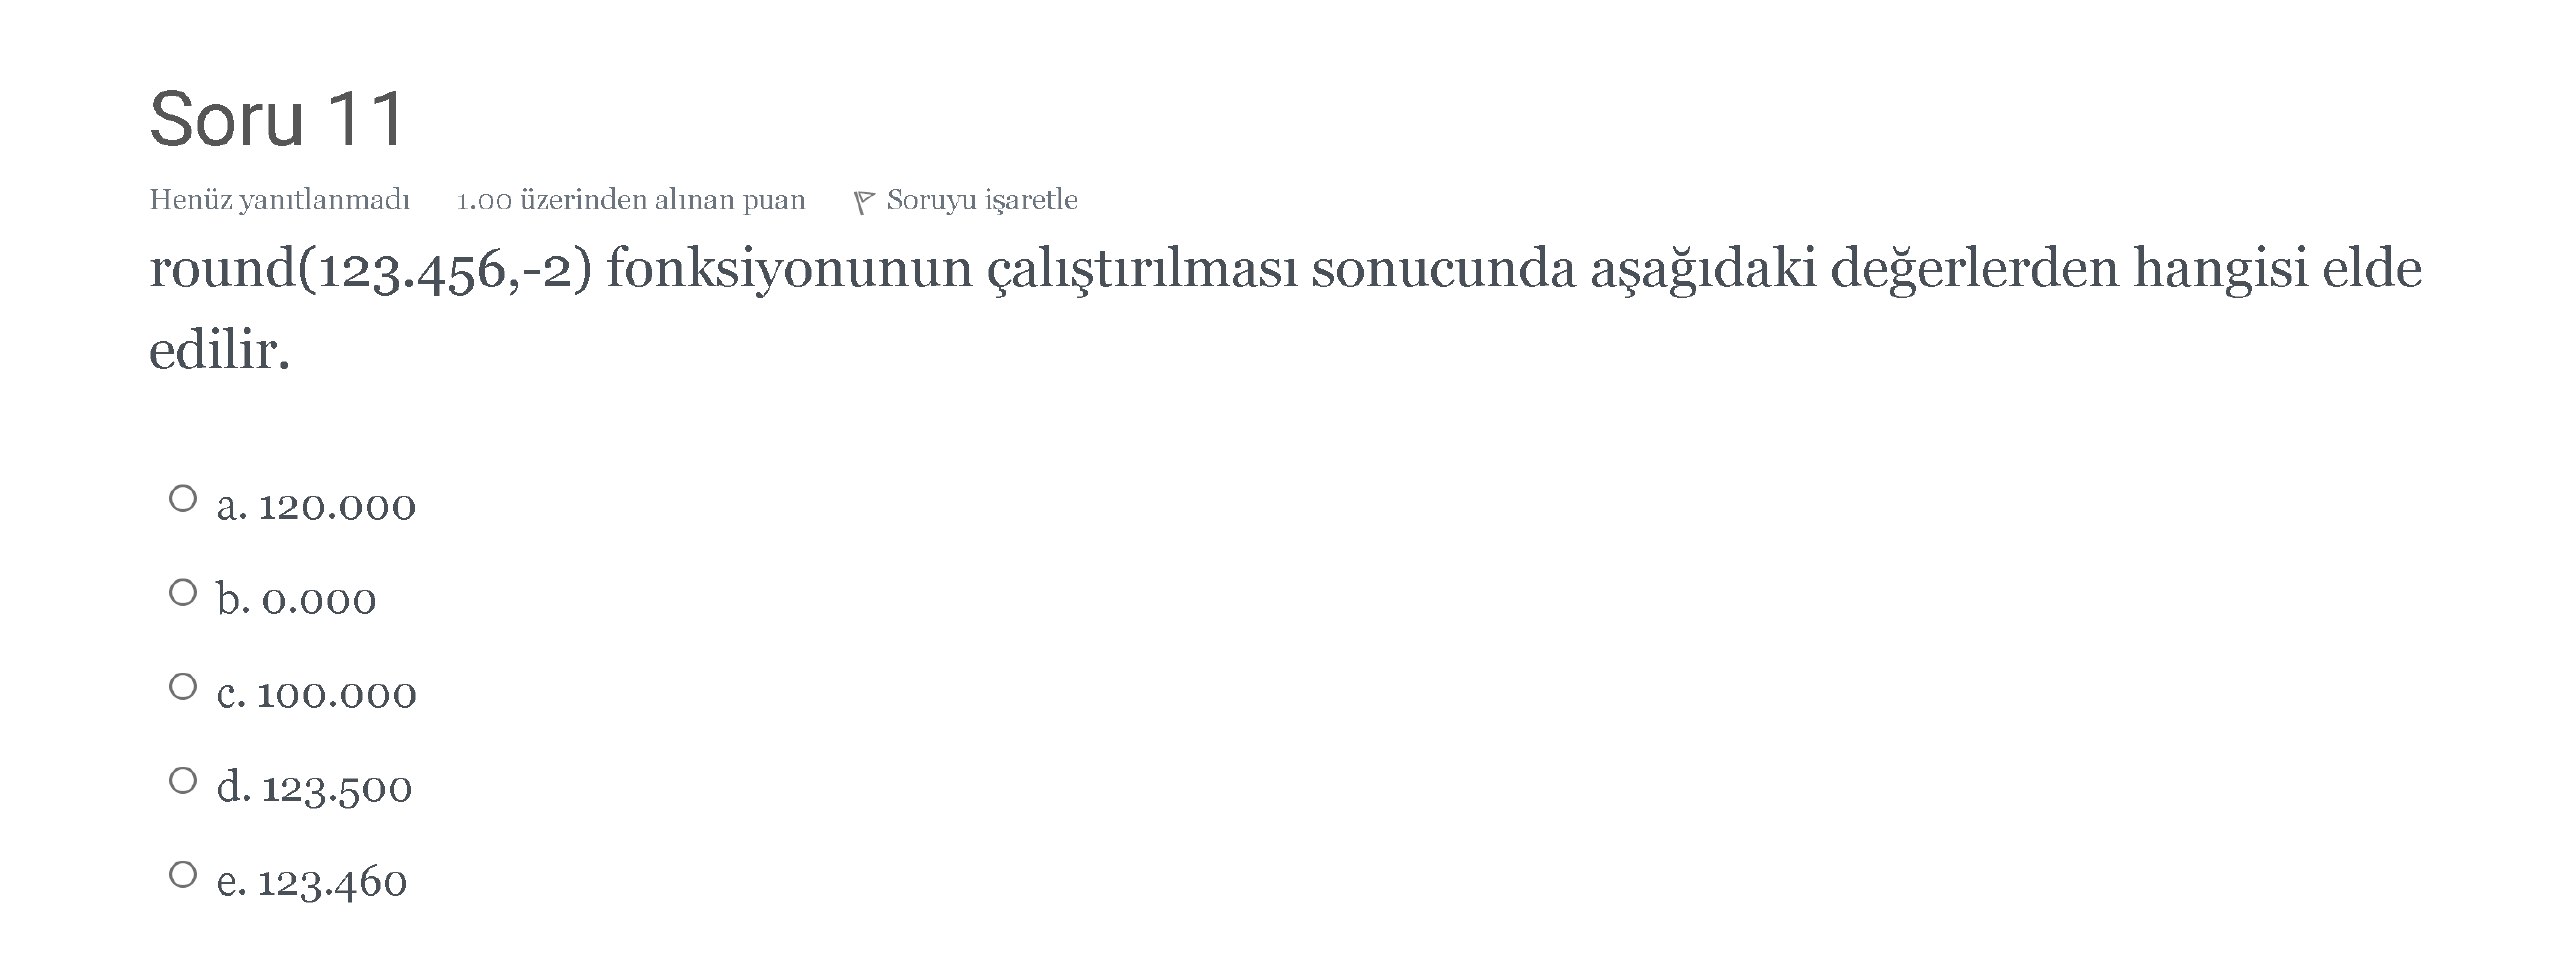 Soru 11
Henüz yanıtlanmadı 1.00 üzerinden alınan puan Soruyu işaretle
round(123.456,-2) fonksiyonunun çalıştırılması sonucunda aşağıdaki değerlerden hangisi elde
edilir.
a. 120.000
b. 0.000
c. 100.000
d. 123.500
e. 123.460